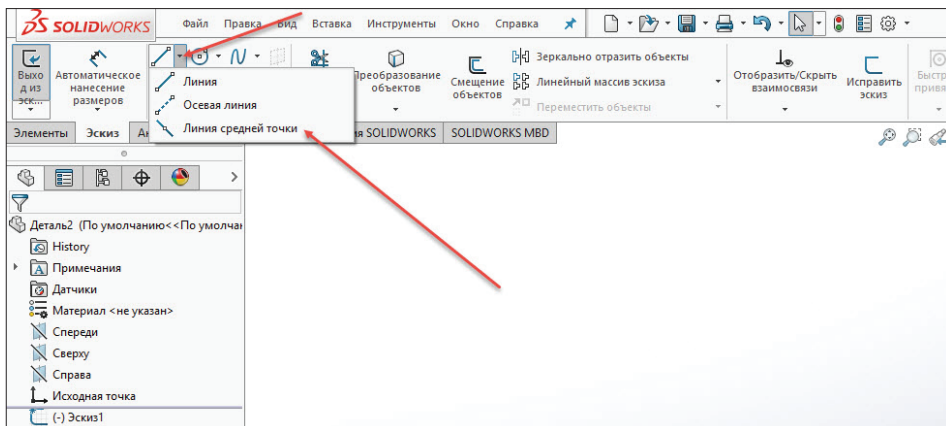 SOLIDWORKS Файл Правка Вид Вставка Инструменты Окно Справка
Выхо д из эск... Автоматическое нанесение размеров
Линия
Осевая линия
Линия средней точки
Преобразование объектов
Смещение объектов
Зеркально отразить объекты
Линейный массив эскиза
Переместить объекты
Отобразить/Скрыть взаимосвязи
Исправить эскиз
Элементы Эскиз SOLIDWORKS SOLIDWORKS MBD
Деталь2 (По умолчанию<<По умолча
History
Примечания
Датчики
Материал <не указан>
Спереди
Сверху
Справа
Исходная точка
(-) Эскиз1